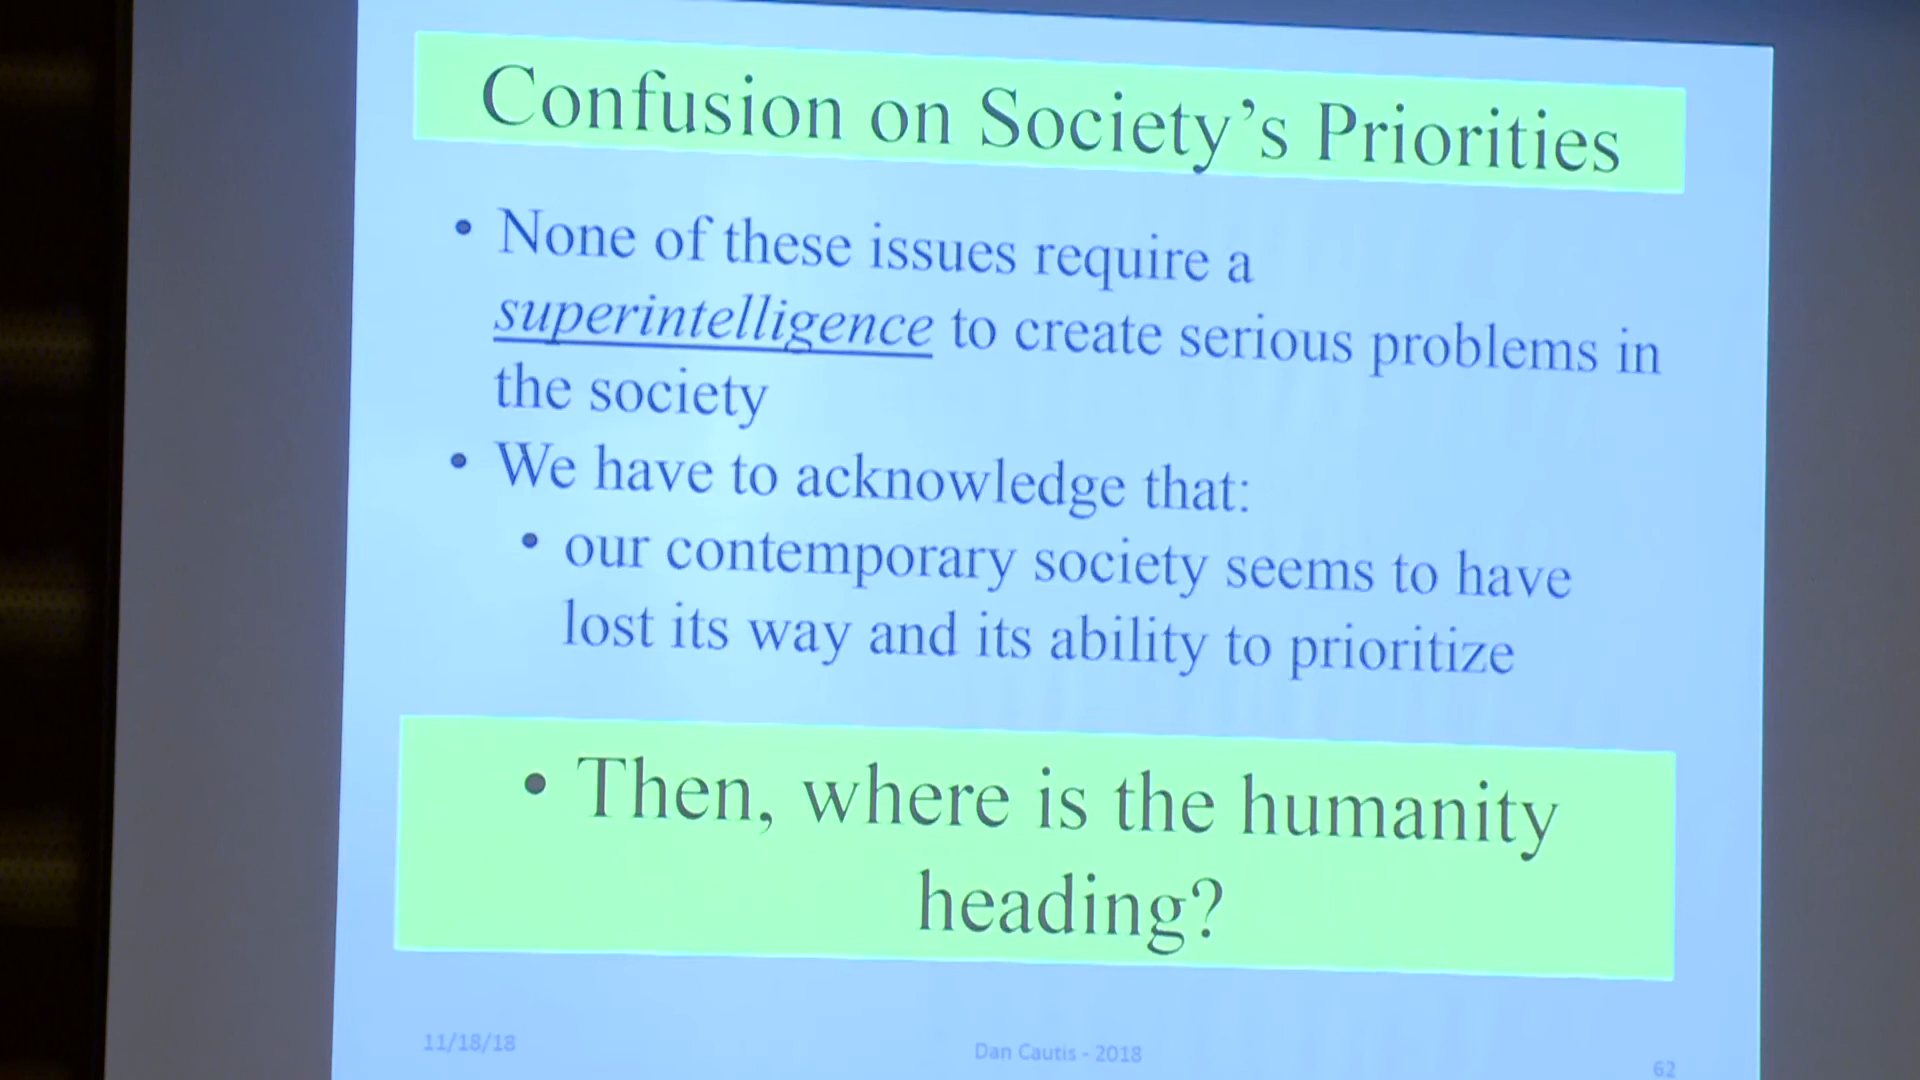 Confusion on Society’s Priorities
• None of these issues require a
superintelligence to create serious problems in
the society
• We have to acknowledge that:
• our contemporary society seems to have
lost its way and its ability to prioritize
• Then, where is the humanity
heading?
11/18/18
Dan Cautis - 2018
62